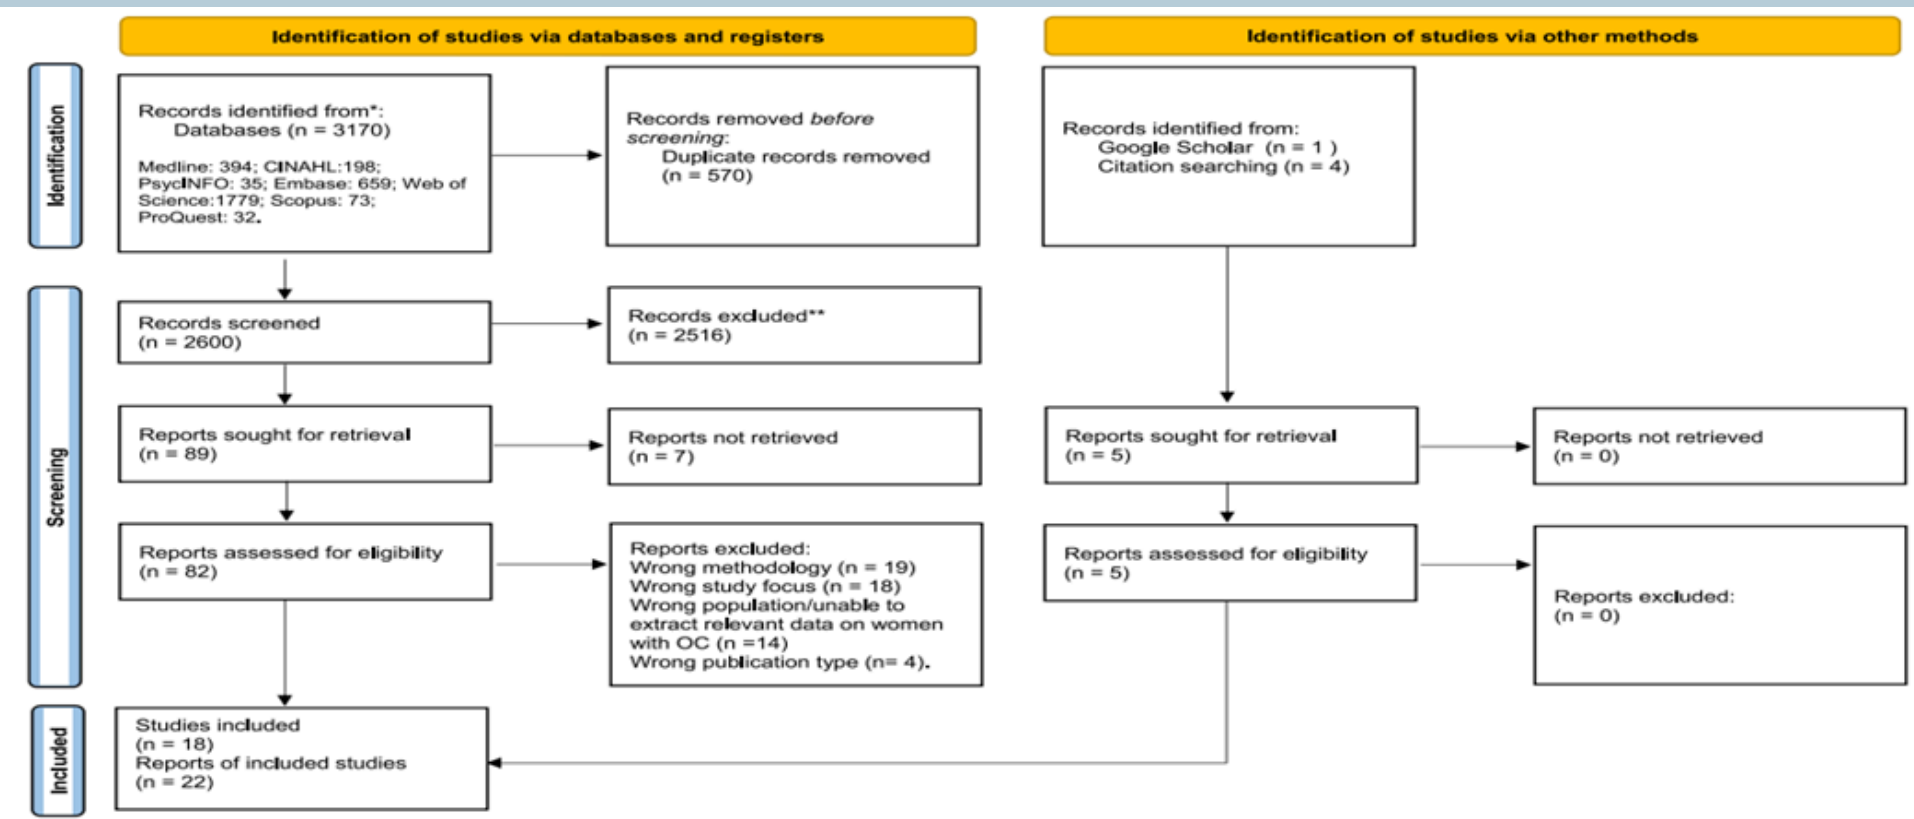 Identification of studies via databases and registers
Identification of studies via other methods
Identification
Records identified from*:
Databases (n = 3170)
Medline: 394; CINAHL:198;
PsycINFO: 35; Embase: 659; Web of
Science:1779; Scopus: 73;
ProQuest: 32.
Records removed before
screening:
Duplicate records removed
(n = 570)
Records identified from:
Google Scholar (n = 1 )
Citation searching (n = 4)
Screening
Records screened
(n = 2600)
Records excluded**
(n = 2516)
Reports sought for retrieval
(n = 89)
Reports not retrieved
(n = 7)
Reports sought for retrieval
(n = 5)
Reports not retrieved
(n = 0)
Reports assessed for eligibility
(n = 82)
Reports excluded:
Wrong methodology (n = 19)
Wrong study focus (n = 18)
Wrong population/unable to
extract relevant data on women
with OC (n =14)
Wrong publication type (n= 4).
Reports assessed for eligibility
(n = 5)
Reports excluded:
(n = 0)
Included
Studies included
(n = 18)
Reports of included studies
(n = 22)